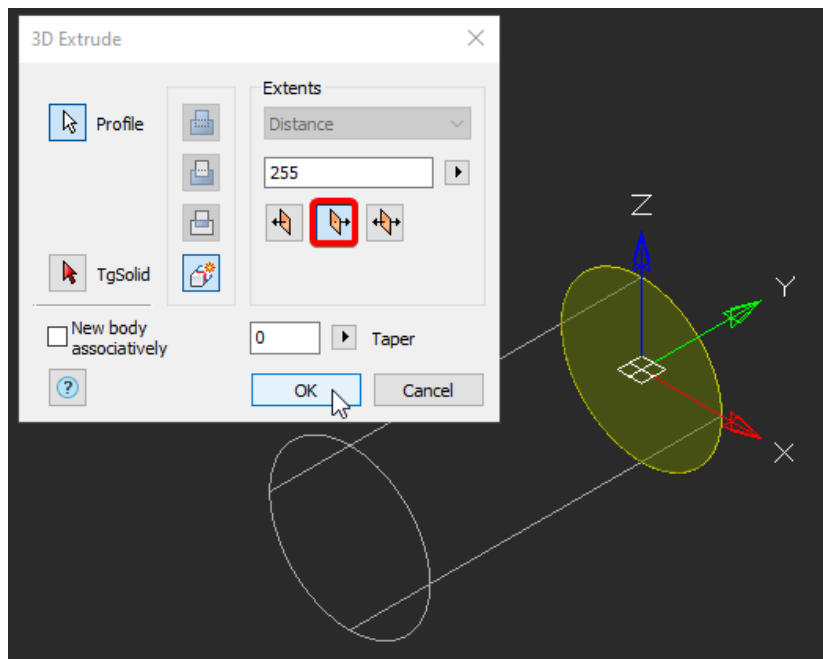 3D Extrude
Profile
Extents
Distance
255
TgSolid
New body
associatively
0
Taper
?
OK
Cancel
Z
Y
X